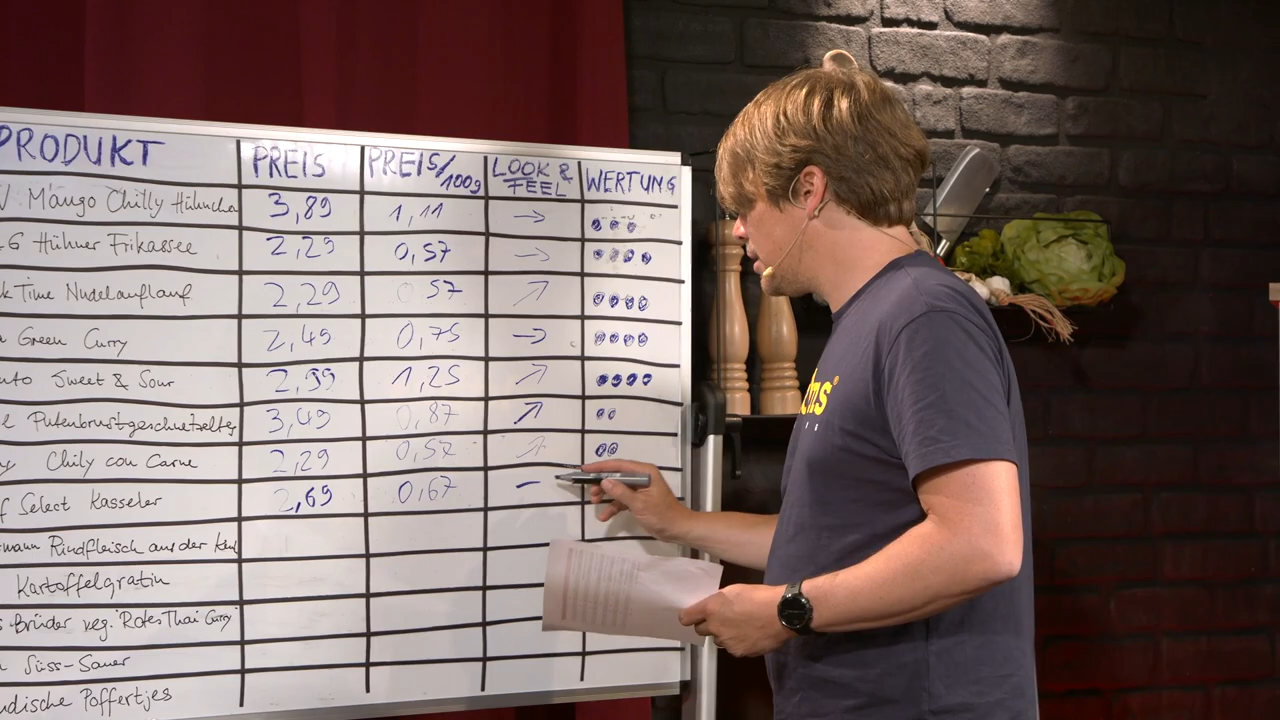 PRODUKT PREIS PREIS/100g LOOK & FEEL WERTUNG
Mango Chilly Hühnchen 3,89 1,11 →
Hühner Frikassee 2,29 0,57 →
Time Nudelauflauf 2,29 57 ↗
Green Curry 2,49 0,75 →
Sweet & Sour 2,99 1,25 ↗
Putenbrustgeschnetzeltes 3,49 0,87 ↗
Chily con Carne 2,29 0,57 ↗
Select Kasseler 2,69 0,67 –
Rindfleisch aus der
Kartoffelgratin
Brüder veg. Rotes Thai Curry
Süss-Sauer
Poffertjes